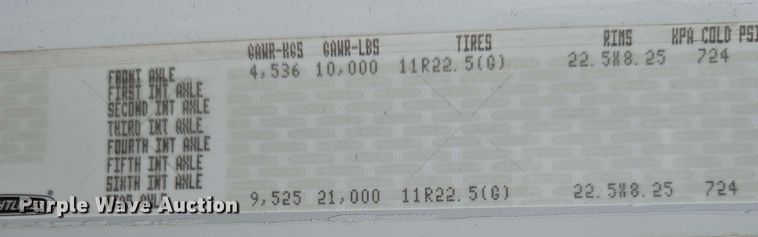 GAWR-KGS GAWR-LBS TIRES RIMS KPA COLD PSI
FRONT AXLE 4,536 10,000 11R22.5(G) 22.5X8.25 724
FIRST INT AXLE
SECOND INT AXLE
THIRD INT AXLE
FOURTH INT AXLE
FIFTH INT AXLE
SIXTH INT AXLE
AXLE 9,525 21,000 11R22.5(G) 22.5X8.25 724
Purple Wave Auction